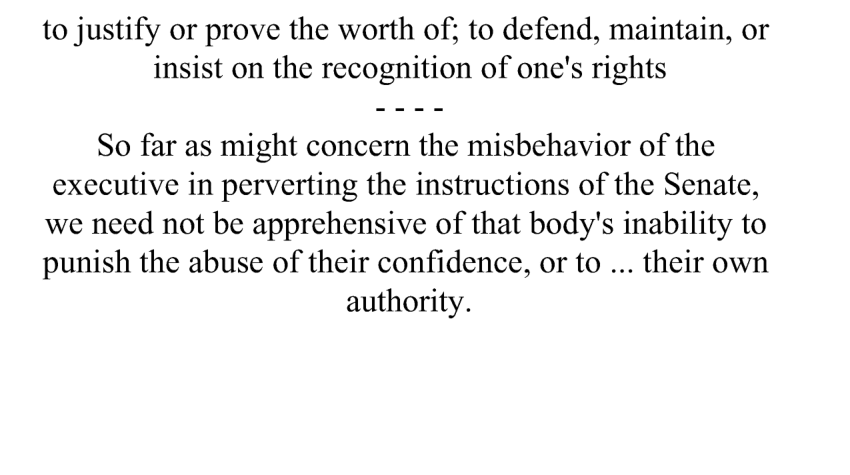 to justify or prove the worth of; to defend, maintain, or
insist on the recognition of one's rights
- - - -
So far as might concern the misbehavior of the
executive in perverting the instructions of the Senate,
we need not be apprehensive of that body's inability to
punish the abuse of their confidence, or to ... their own
authority.